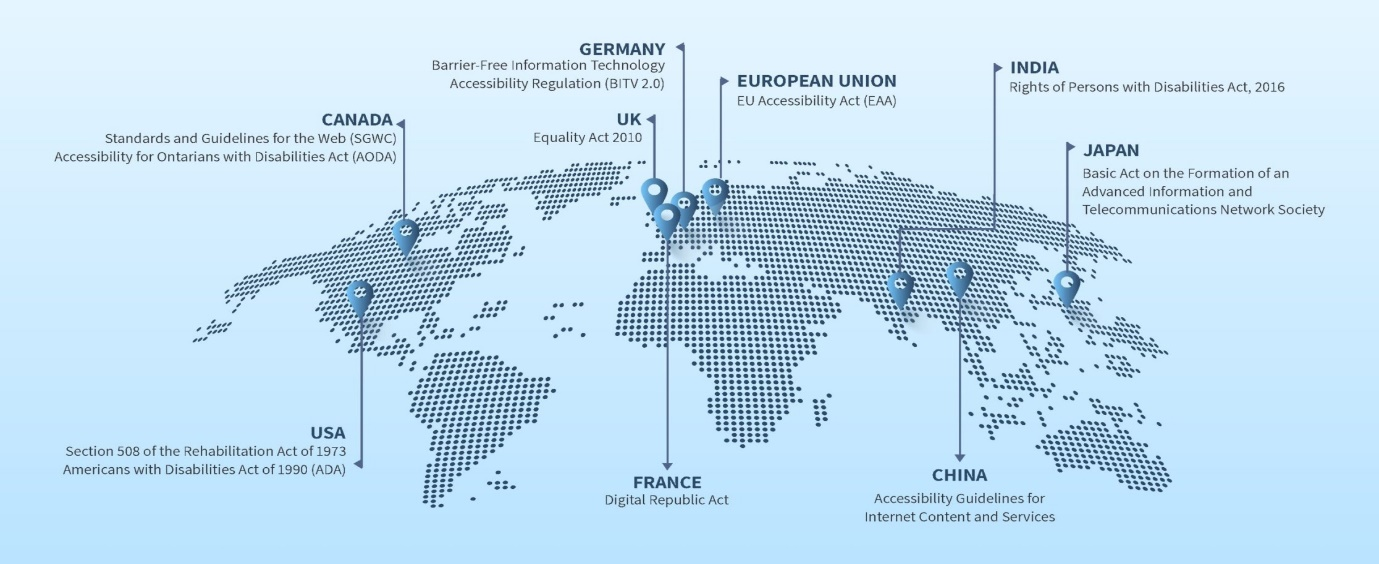 GERMANY
Barrier-Free Information Technology
Accessibility Regulation (BITV 2.0)
EUROPEAN UNION
EU Accessibility Act (EAA)
INDIA
Rights of Persons with Disabilities Act, 2016
CANADA
Standards and Guidelines for the Web (SGWC)
Accessibility for Ontarians with Disabilities Act (AODA)
UK
Equality Act 2010
JAPAN
Basic Act on the Formation of an
Advanced Information and
Telecommunications Network Society
USA
Section 508 of the Rehabilitation Act of 1973
Americans with Disabilities Act of 1990 (ADA)
FRANCE
Digital Republic Act
CHINA
Accessibility Guidelines for
Internet Content and Services